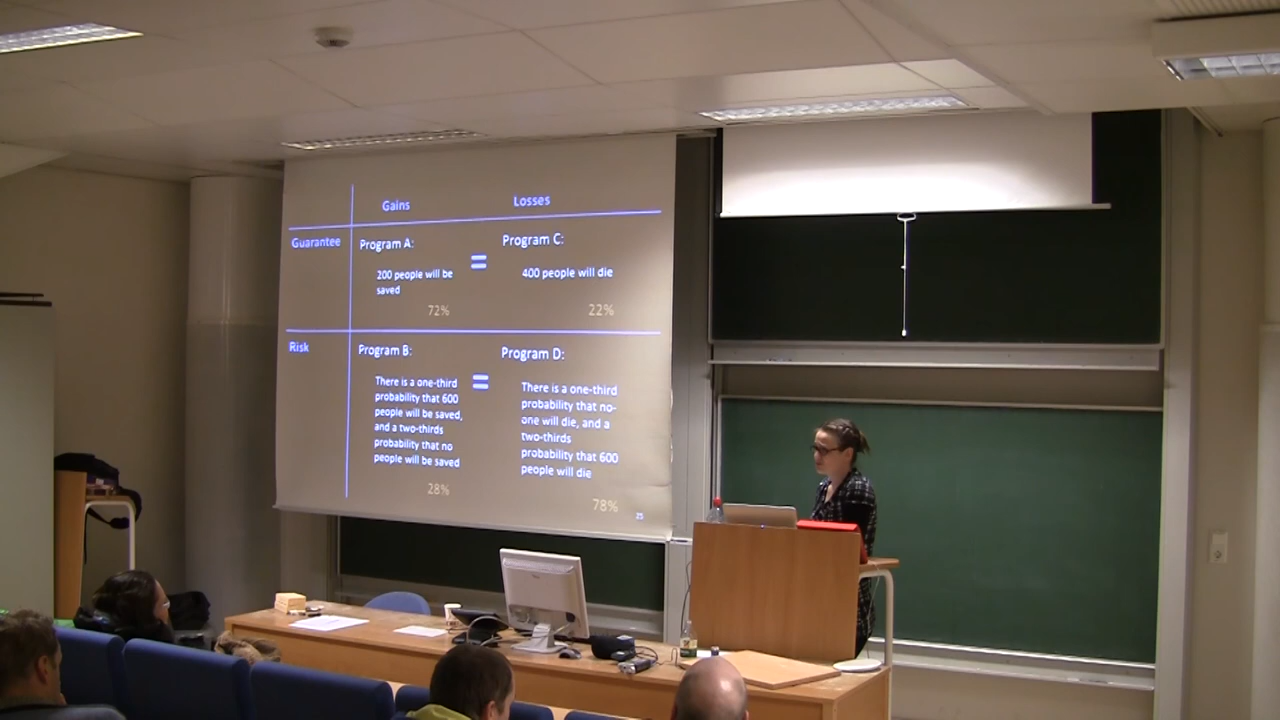 Gains
Losses
Guarantee
Program A:
=
Program C:
200 people will be
saved
400 people will die
72%
22%
Risk
Program B:
=
Program D:
There is a one-third
probability that 600
people will be saved,
and a two-thirds
probability that no
people will be saved
There is a one-third
probability that no-
one will die, and a
two-thirds
probability that 600
people will die
28%
78%
25